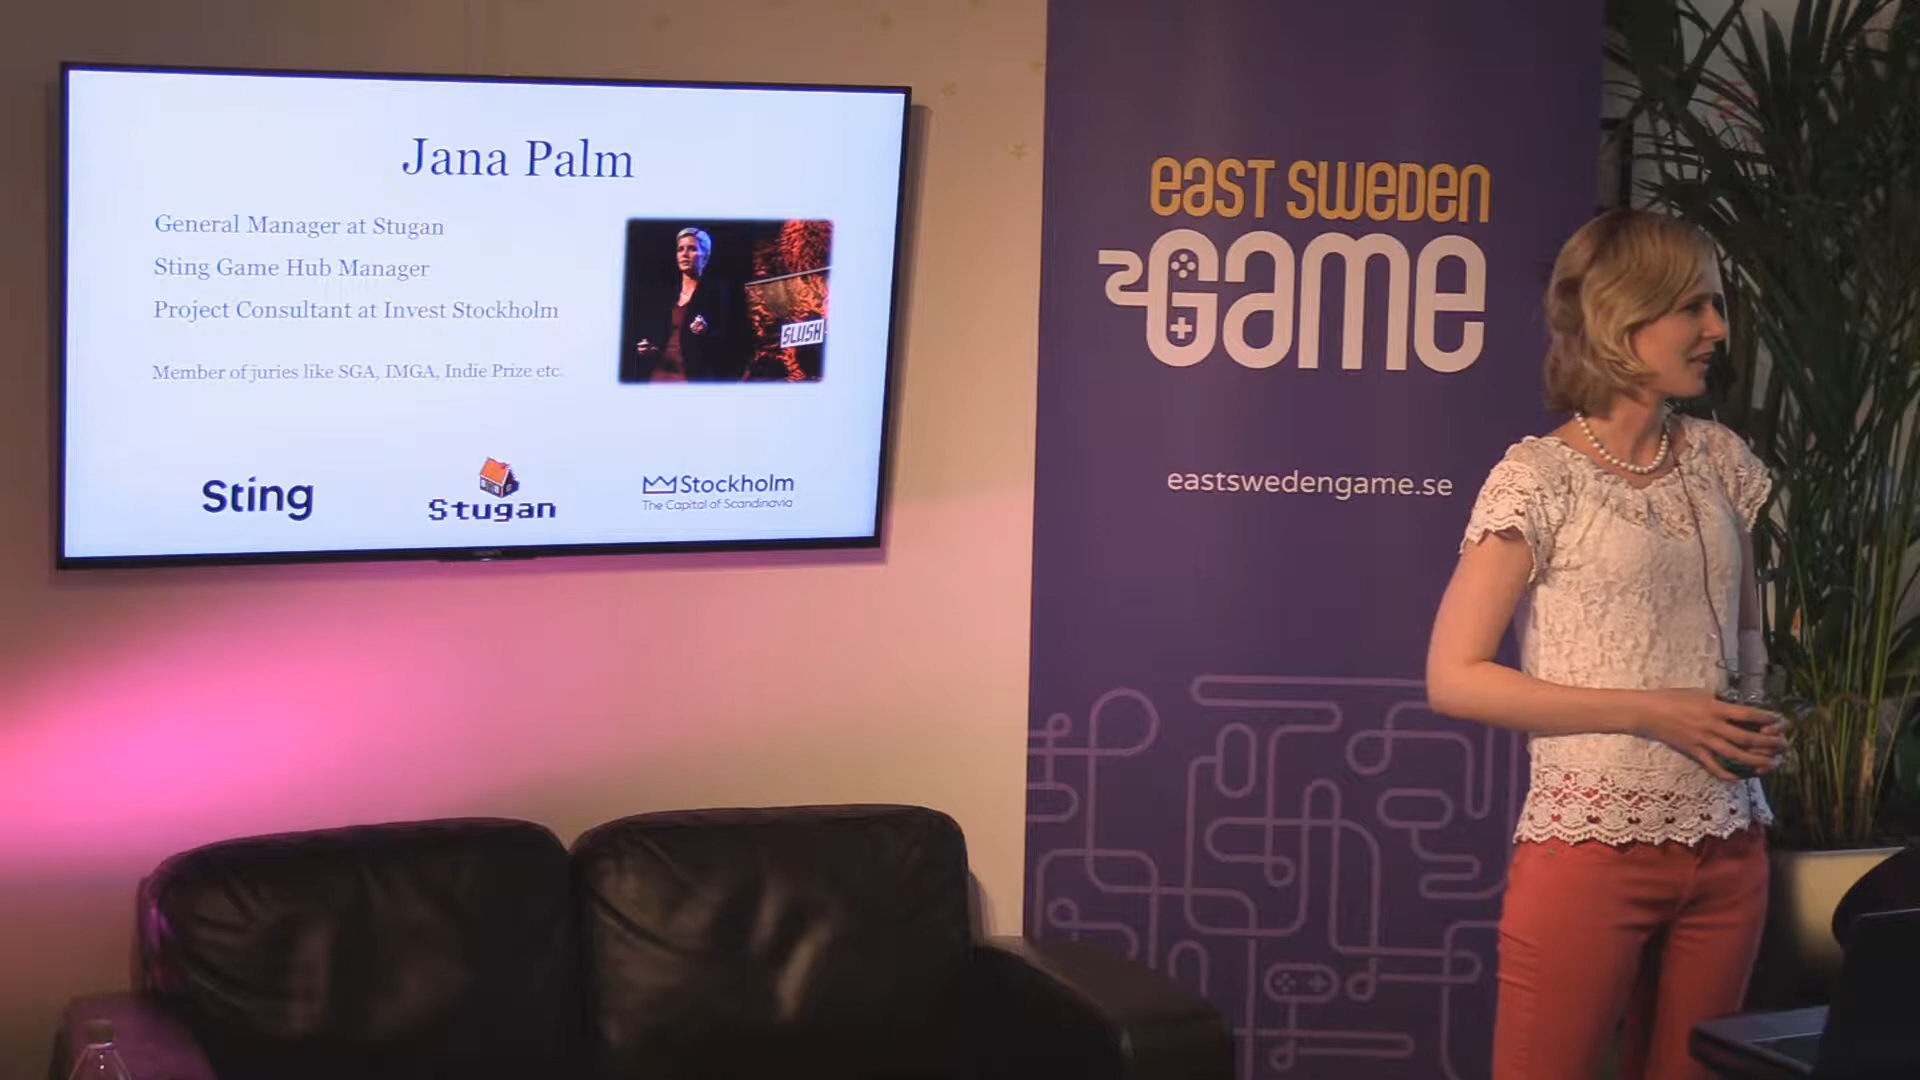 Jana Palm
General Manager at Stugan
Sting Game Hub Manager
Project Consultant at Invest Stockholm
Member of juries like SGA, IMGA, Indie Prize etc.
SLUSH
Sting
Stugan
Stockholm
The Capital of Scandinavia
SONY
east sweden
Game
eastswedengame.se